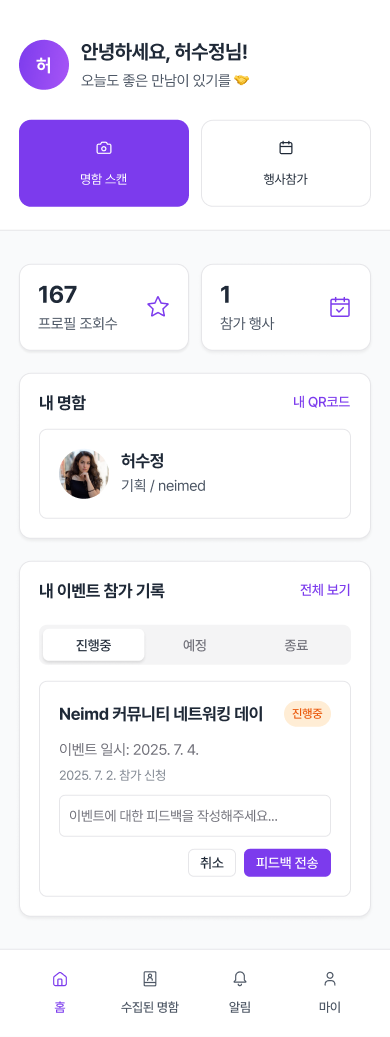 허
안녕하세요, 허수정님!
오늘도 좋은 만남이 있기를 🤝
명함 스캔
행사참가
167
프로필 조회수
1
참가 행사
내 명함
내 QR코드
허수정
기획 / neimed
내 이벤트 참가 기록
전체 보기
진행중
예정
종료
Neimd 커뮤니티 네트워킹 데이
진행중
이벤트 일시: 2025. 7. 4.
2025. 7. 2. 참가 신청
이벤트에 대한 피드백을 작성해주세요...
취소
피드백 전송
홈
수집된 명함
알림
마이